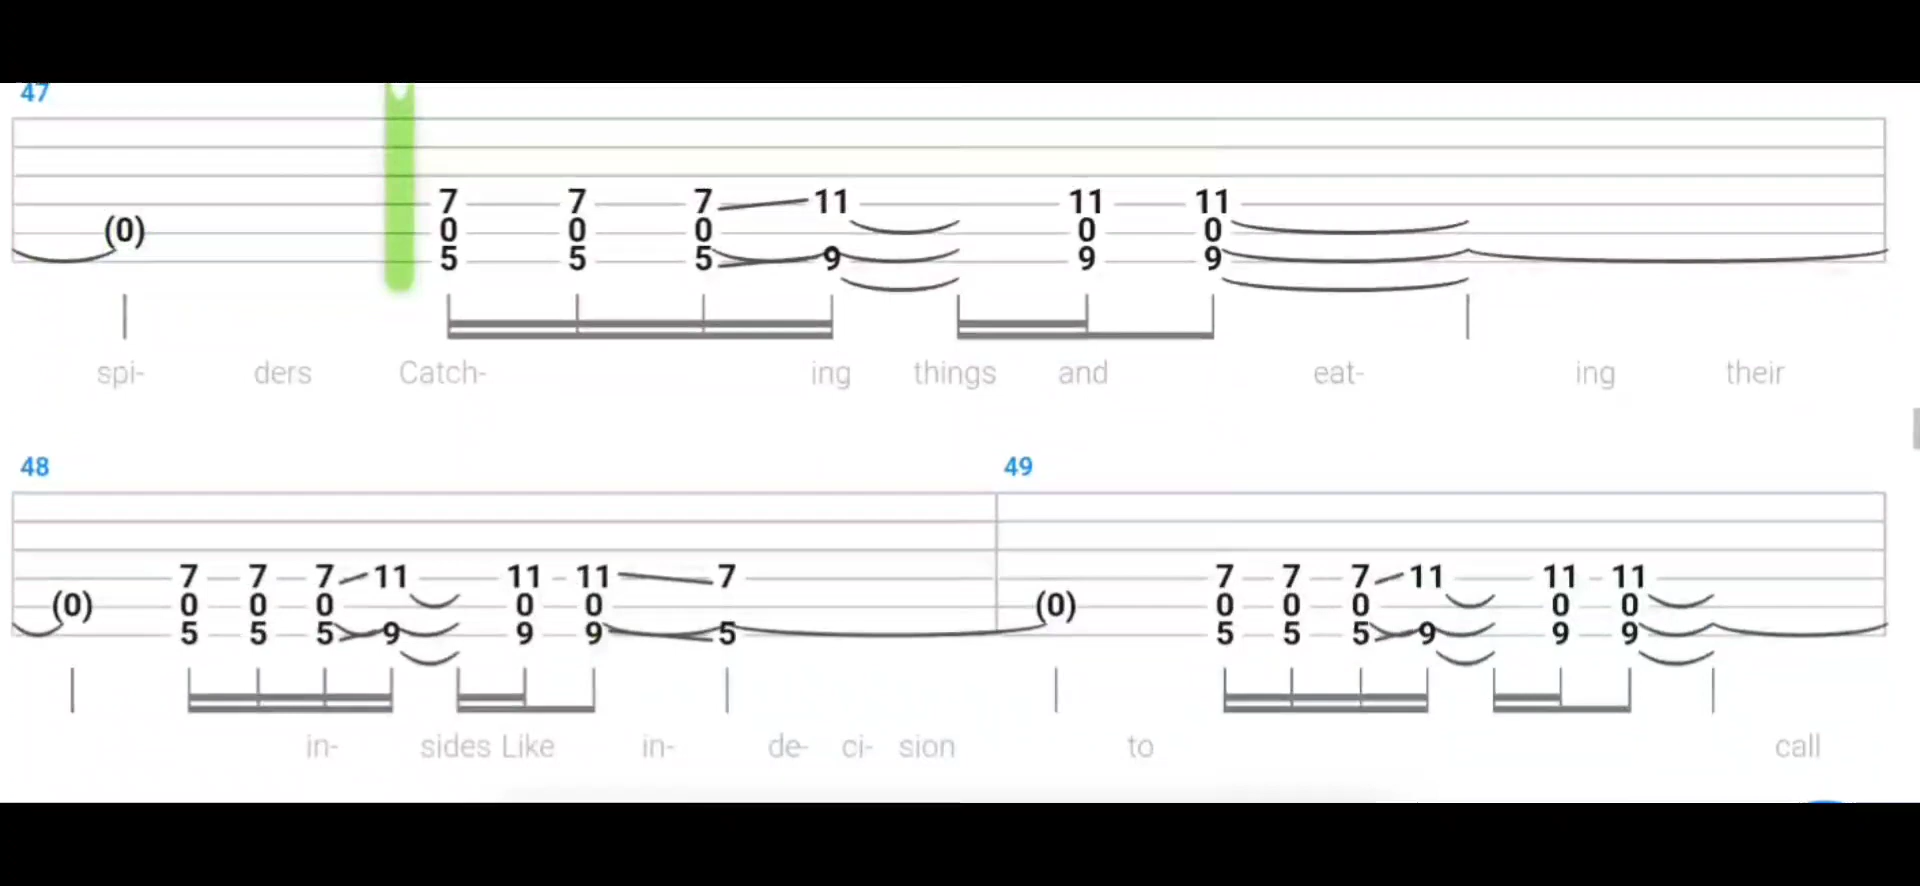 47
7 7 7 11 11 11
(0) 0 0 0 0 0
5 5 5 9 9 9
spi- ders Catch- ing things and eat- ing their
48 49
7 7 7 11 11 11 7 7 7 7 11 11 11
(0) 0 0 0 0 0 (0) 0 0 0 0 0
5 5 5 9 9 9 5 5 5 5 9 9 9
in- sides Like in- de- ci- sion to call